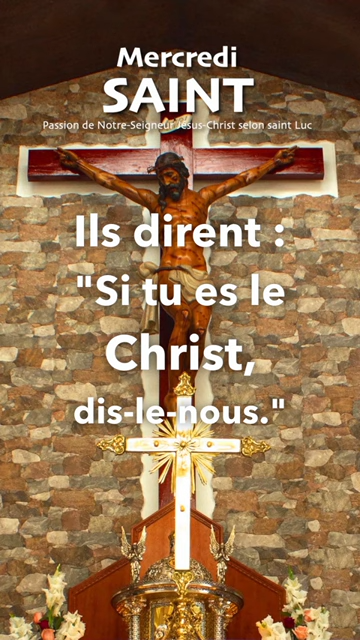 Mercredi
SAINT
Passion de Notre-Seigneur Jésus-Christ selon saint Luc
Ils dirent :
"Si tu es le
Christ,
dis-le-nous."